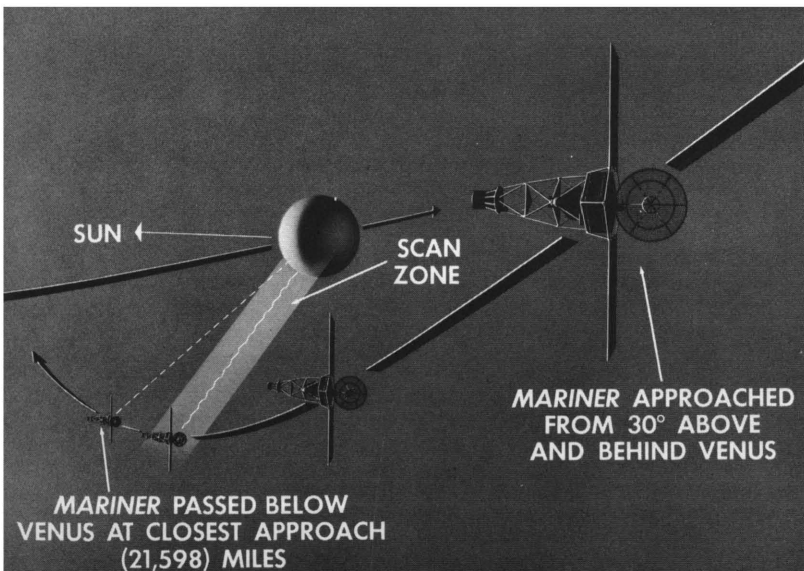 SUN
SCAN
ZONE
MARINER APPROACHED
FROM 30° ABOVE
AND BEHIND VENUS
MARINER PASSED BELOW
VENUS AT CLOSEST APPROACH
(21,598) MILES